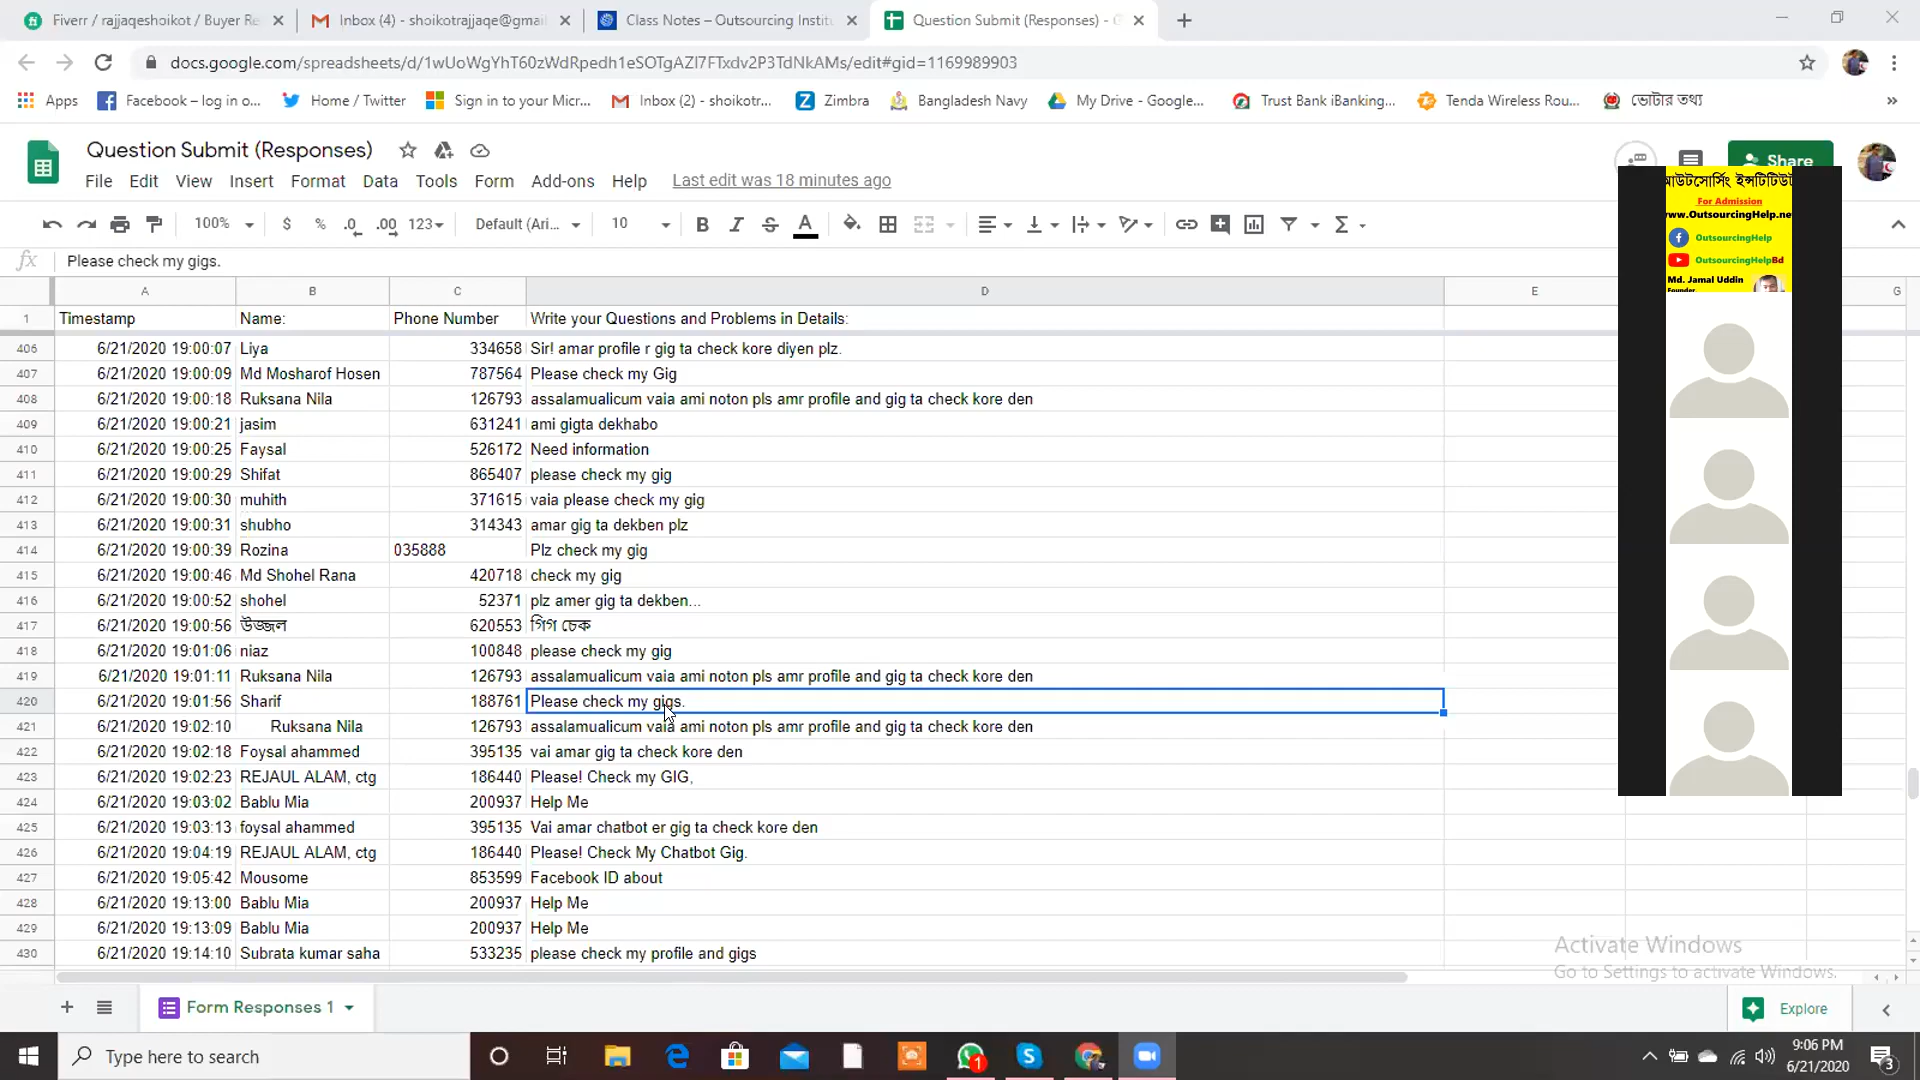 Fiverr / rajjaqeshoikot / Buyer Re
Inbox (4) - shoikotrajjaqe@gmai
Class Notes – Outsourcing Institu
Question Submit (Responses) - G
docs.google.com/spreadsheets/d/1wUoWgYhT60zWdRpedh1eSOTgAZl7FTxdv2P3TdNkAMs/edit#gid=1169989903
Apps
Facebook – log in o...
Home / Twitter
Sign in to your Micr...
Inbox (2) - shoikotr...
Zimbra
Bangladesh Navy
My Drive - Google...
Trust Bank iBanking...
Tenda Wireless Rou...
ভোটার তথ্য
»
Question Submit (Responses)
Share
File Edit View Insert Format Data Tools Form Add-ons Help Last edit was 18 minutes ago
100% $ % .0 .00 123 Default (Ari... 10 B I S A
fx Please check my gigs.
A B C D E G
1 Timestamp Name: Phone Number Write your Questions and Problems in Details:
406 6/21/2020 19:00:07 Liya 334658 Sir! amar profile r gig ta check kore diyen plz.
407 6/21/2020 19:00:09 Md Mosharof Hosen 787564 Please check my Gig
408 6/21/2020 19:00:18 Ruksana Nila 126793 assalamualicum vaia ami noton pls amr profile and gig ta check kore den
409 6/21/2020 19:00:21 jasim 631241 ami gigta dekhabo
410 6/21/2020 19:00:25 Faysal 526172 Need information
411 6/21/2020 19:00:29 Shifat 865407 please check my gig
412 6/21/2020 19:00:30 muhith 371615 vaia please check my gig
413 6/21/2020 19:00:31 shubho 314343 amar gig ta dekben plz
414 6/21/2020 19:00:39 Rozina 035888 Plz check my gig
415 6/21/2020 19:00:46 Md Shohel Rana 420718 check my gig
416 6/21/2020 19:00:52 shohel 52371 plz amer gig ta dekben...
417 6/21/2020 19:00:56 উজ্জল 620553 গিগ চেক
418 6/21/2020 19:01:06 niaz 100848 please check my gig
419 6/21/2020 19:01:11 Ruksana Nila 126793 assalamualicum vaia ami noton pls amr profile and gig ta check kore den
420 6/21/2020 19:01:56 Sharif 188761 Please check my gigs.
421 6/21/2020 19:02:10 Ruksana Nila 126793 assalamualicum vaia ami noton pls amr profile and gig ta check kore den
422 6/21/2020 19:02:18 Foysal ahammed 395135 vai amar gig ta check kore den
423 6/21/2020 19:02:23 REJAUL ALAM, ctg 186440 Please! Check my GIG,
424 6/21/2020 19:03:02 Bablu Mia 200937 Help Me
425 6/21/2020 19:03:13 foysal ahammed 395135 Vai amar chatbot er gig ta check kore den
426 6/21/2020 19:04:19 REJAUL ALAM, ctg 186440 Please! Check My Chatbot Gig.
427 6/21/2020 19:05:42 Mousome 853599 Facebook ID about
428 6/21/2020 19:13:00 Bablu Mia 200937 Help Me
429 6/21/2020 19:13:09 Bablu Mia 200937 Help Me
430 6/21/2020 19:14:10 Subrata kumar saha 533235 please check my profile and gigs
আউটসোর্সিং ইন্সটিটিউট
For Admission
www.OutsourcingHelp.ne
OutsourcingHelp
OutsourcingHelpBd
Md. Jamal Uddin
Founder
Activate Windows
Go to Settings to activate Windows.
Form Responses 1
Explore
Type here to search
1
9:06 PM
6/21/2020
3